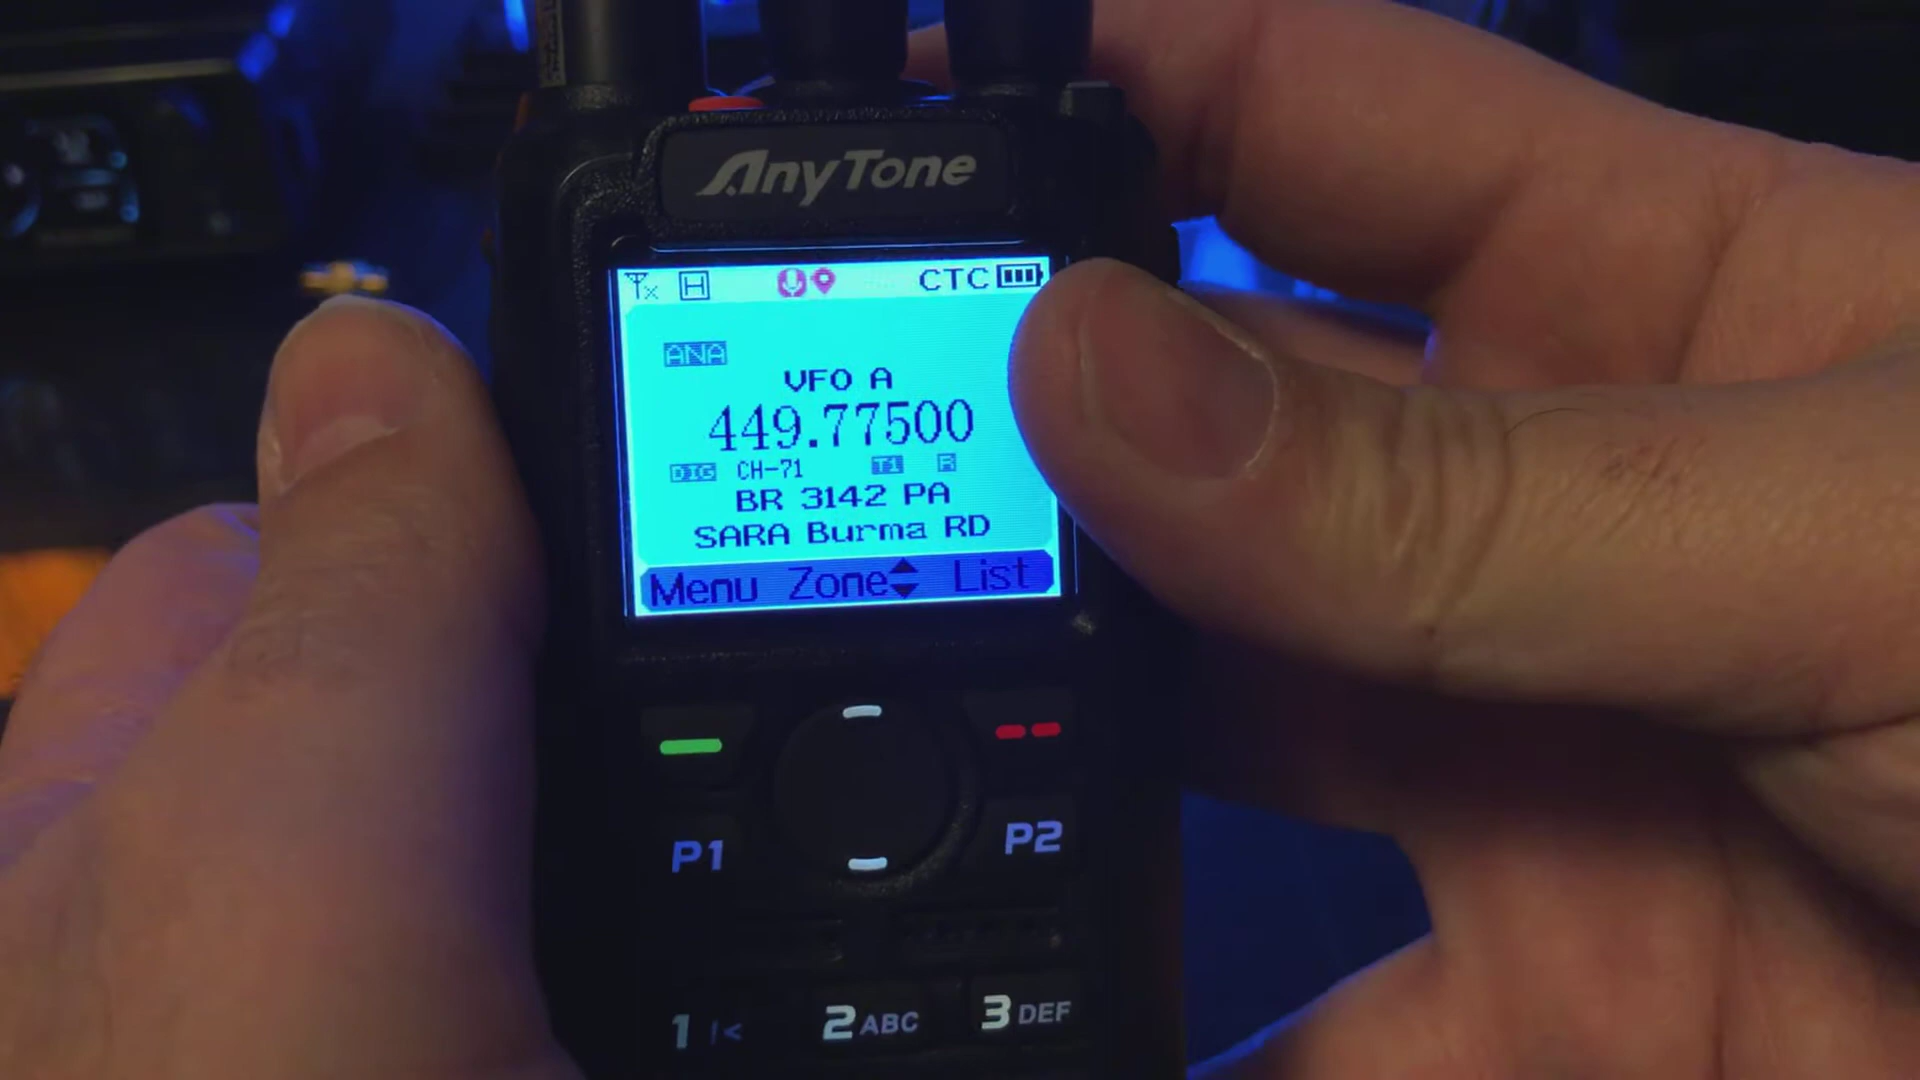 AnyTone
H CTC
ANA
VFO A
449.77500
DIG CH-71 T1 R
BR 3142 PA
SARA Burma RD
Menu Zone List
P1 P2
1 2 ABC 3 DEF